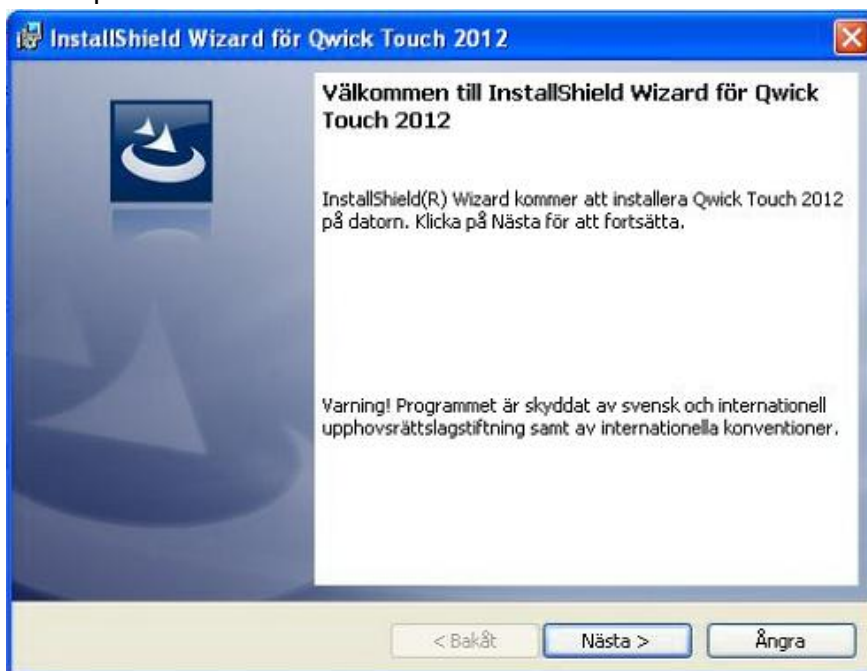 InstallShield Wizard för Qwick Touch 2012
Välkommen till InstallShield Wizard för Qwick
Touch 2012
InstallShield(R) Wizard kommer att installera Qwick Touch 2012
på datorn. Klicka på Nästa för att fortsätta.
Varning! Programmet är skyddat av svensk och internationell
upphovsrättslagstiftning samt av internationella konventioner.
< Bakåt
Nästa >
Ångra